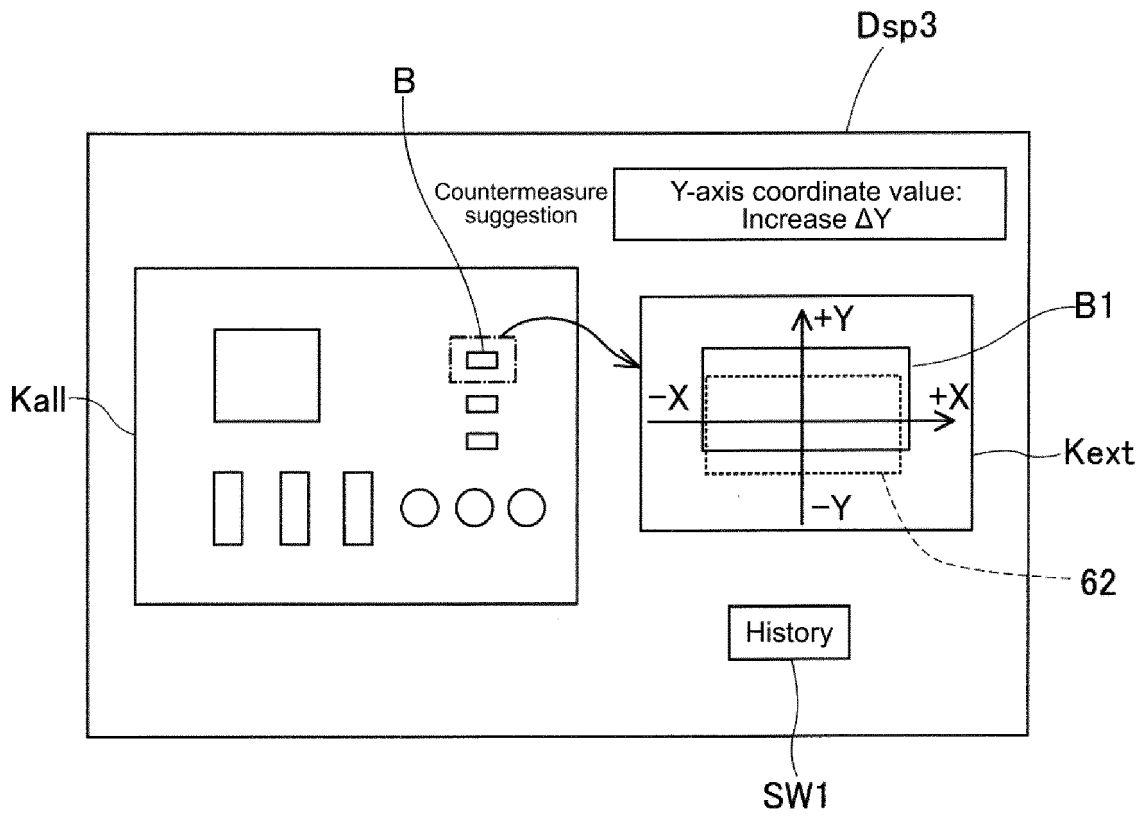 Dsp3
B
Countermeasure
suggestion
Y-axis coordinate value:
Increase ΔY
B1
+Y
−X
+X
Kall
Kext
−Y
62
History
SW1